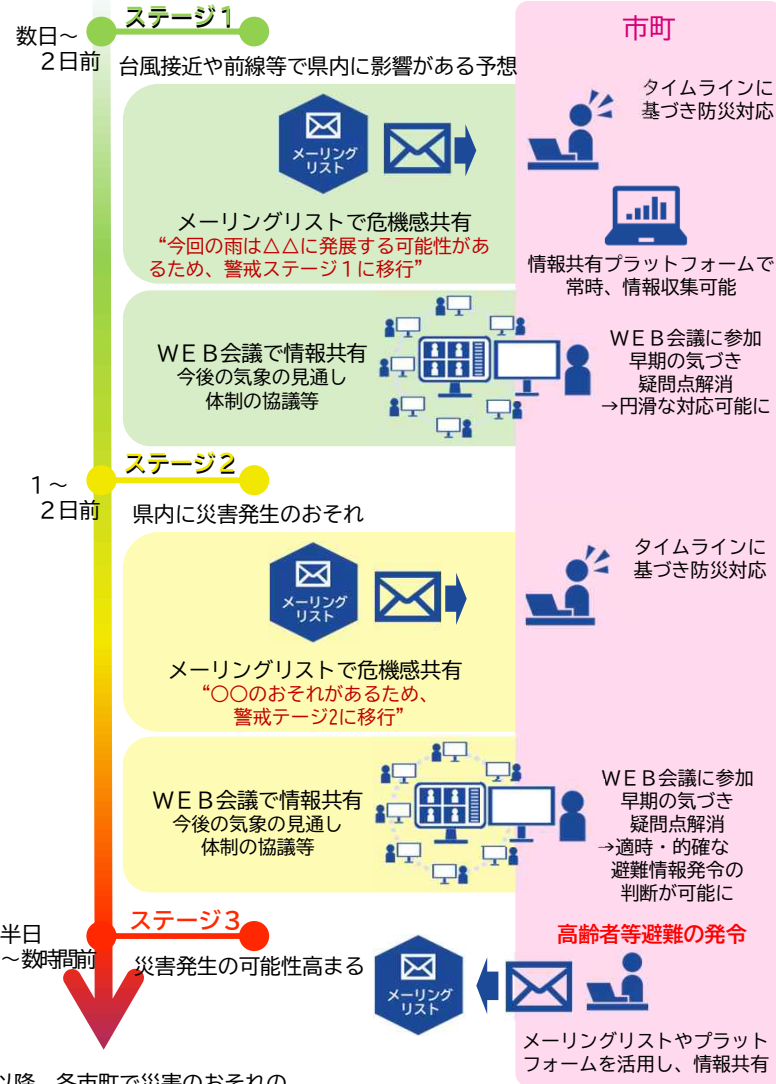 ステージ1
市町
数日~
2日前
台風接近や前線等で県内に影響がある予想
タイムラインに
基づき防災対応
メーリング
リスト
メーリングリストで危機感共有
“今回の雨は△△に発展する可能性があ
るため、警戒ステージ1に移行”
情報共有プラットフォームで
常時、情報収集可能
WEB会議で情報共有
今後の気象の見通し
体制の協議等
WEB会議に参加
早期の気づき
疑問点解消
→円滑な対応可能に
ステージ2
1~
2日前
県内に災害発生のおそれ
タイムラインに
基づき防災対応
メーリング
リスト
メーリングリストで危機感共有
“○○のおそれがあるため、
警戒テージ2に移行”
WEB会議で情報共有
今後の気象の見通し
体制の協議等
WEB会議に参加
早期の気づき
疑問点解消
→適時・的確な
避難情報発令の
判断が可能に
ステージ3
半日
~数時間前
災害発生の可能性高まる
高齢者等避難の発令
メーリング
リスト
メーリングリストやプラット
フォームを活用し、情報共有
以降、各市町で災害のおそれの